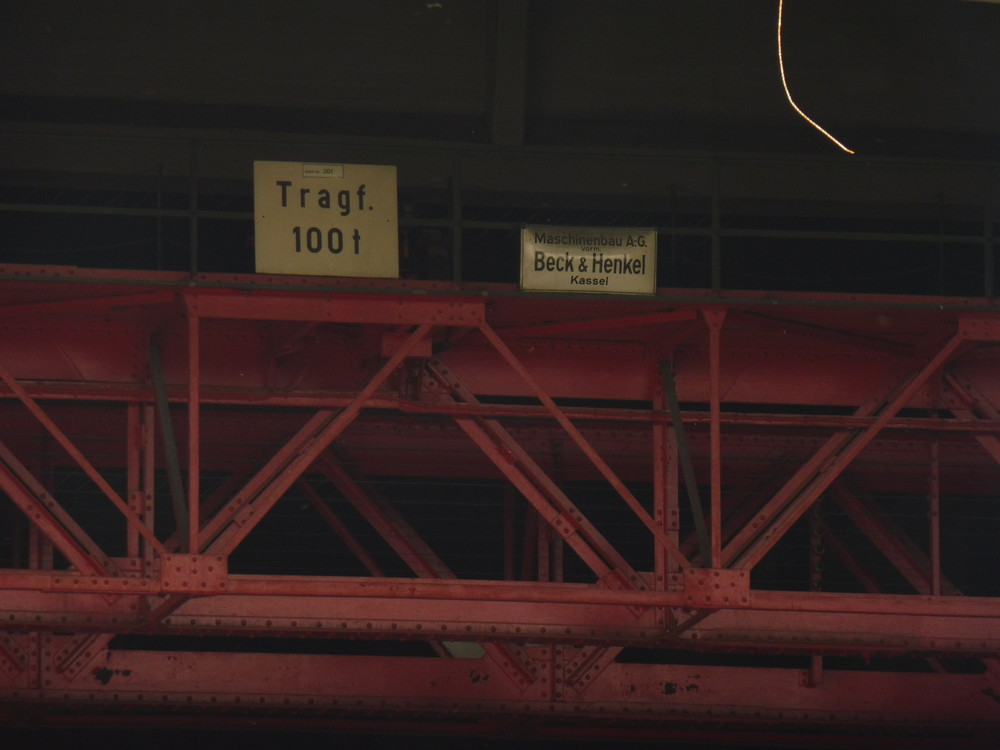 Tragf.
100 t
Maschinenbau A.-G.
vorm.
Beck & Henkel
Kassel